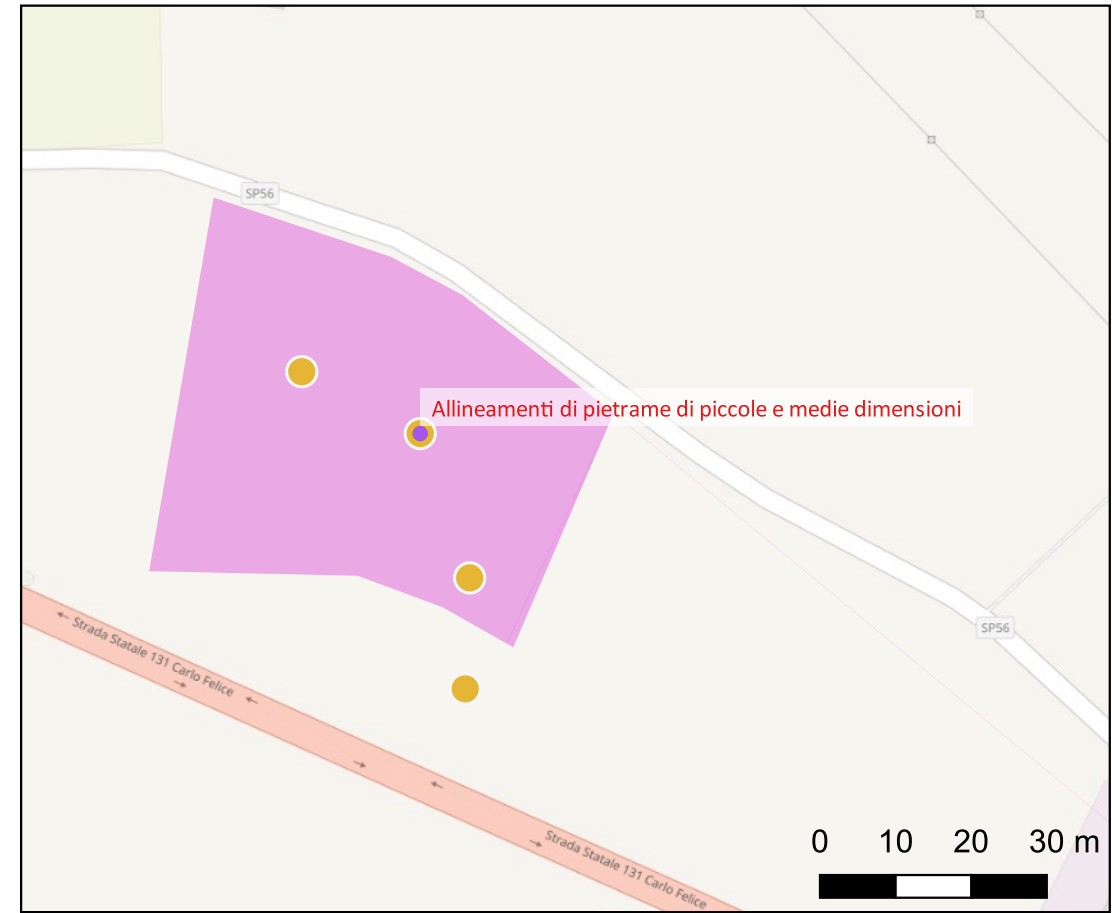 SP56
Allineamenti di pietrame di piccole e medie dimensioni
SP56
← Strada Statale 131 Carlo Felice
→
←
→
←
→
Strada Statale 131 Carlo Felice
0 10 20 30 m